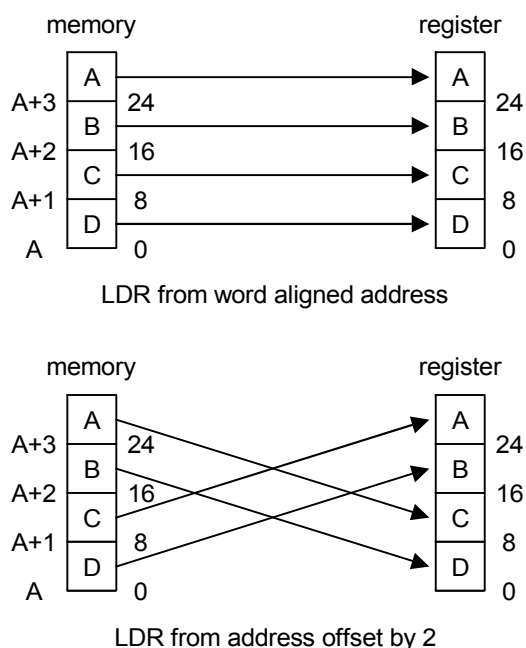 memory register
A A
A+3 24 24
B B
A+2 16 16
C C
A+1 8 8
D D
A 0 0
LDR from word aligned address
memory register
A A
A+3 24 24
B B
A+2 16 16
C C
A+1 8 8
D D
A 0 0
LDR from address offset by 2